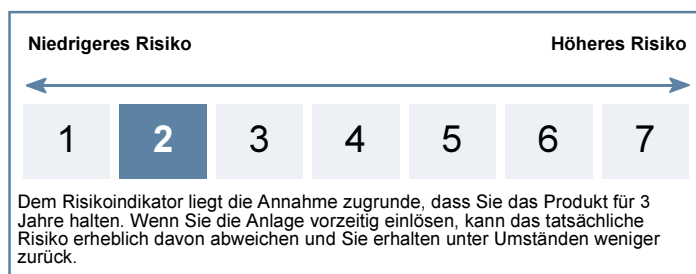 Niedrigeres Risiko Höheres Risiko
1 2 3 4 5 6 7
Dem Risikoindikator liegt die Annahme zugrunde, dass Sie das Produkt für 3
Jahre halten. Wenn Sie die Anlage vorzeitig einlösen, kann das tatsächliche
Risiko erheblich davon abweichen und Sie erhalten unter Umständen weniger
zurück.